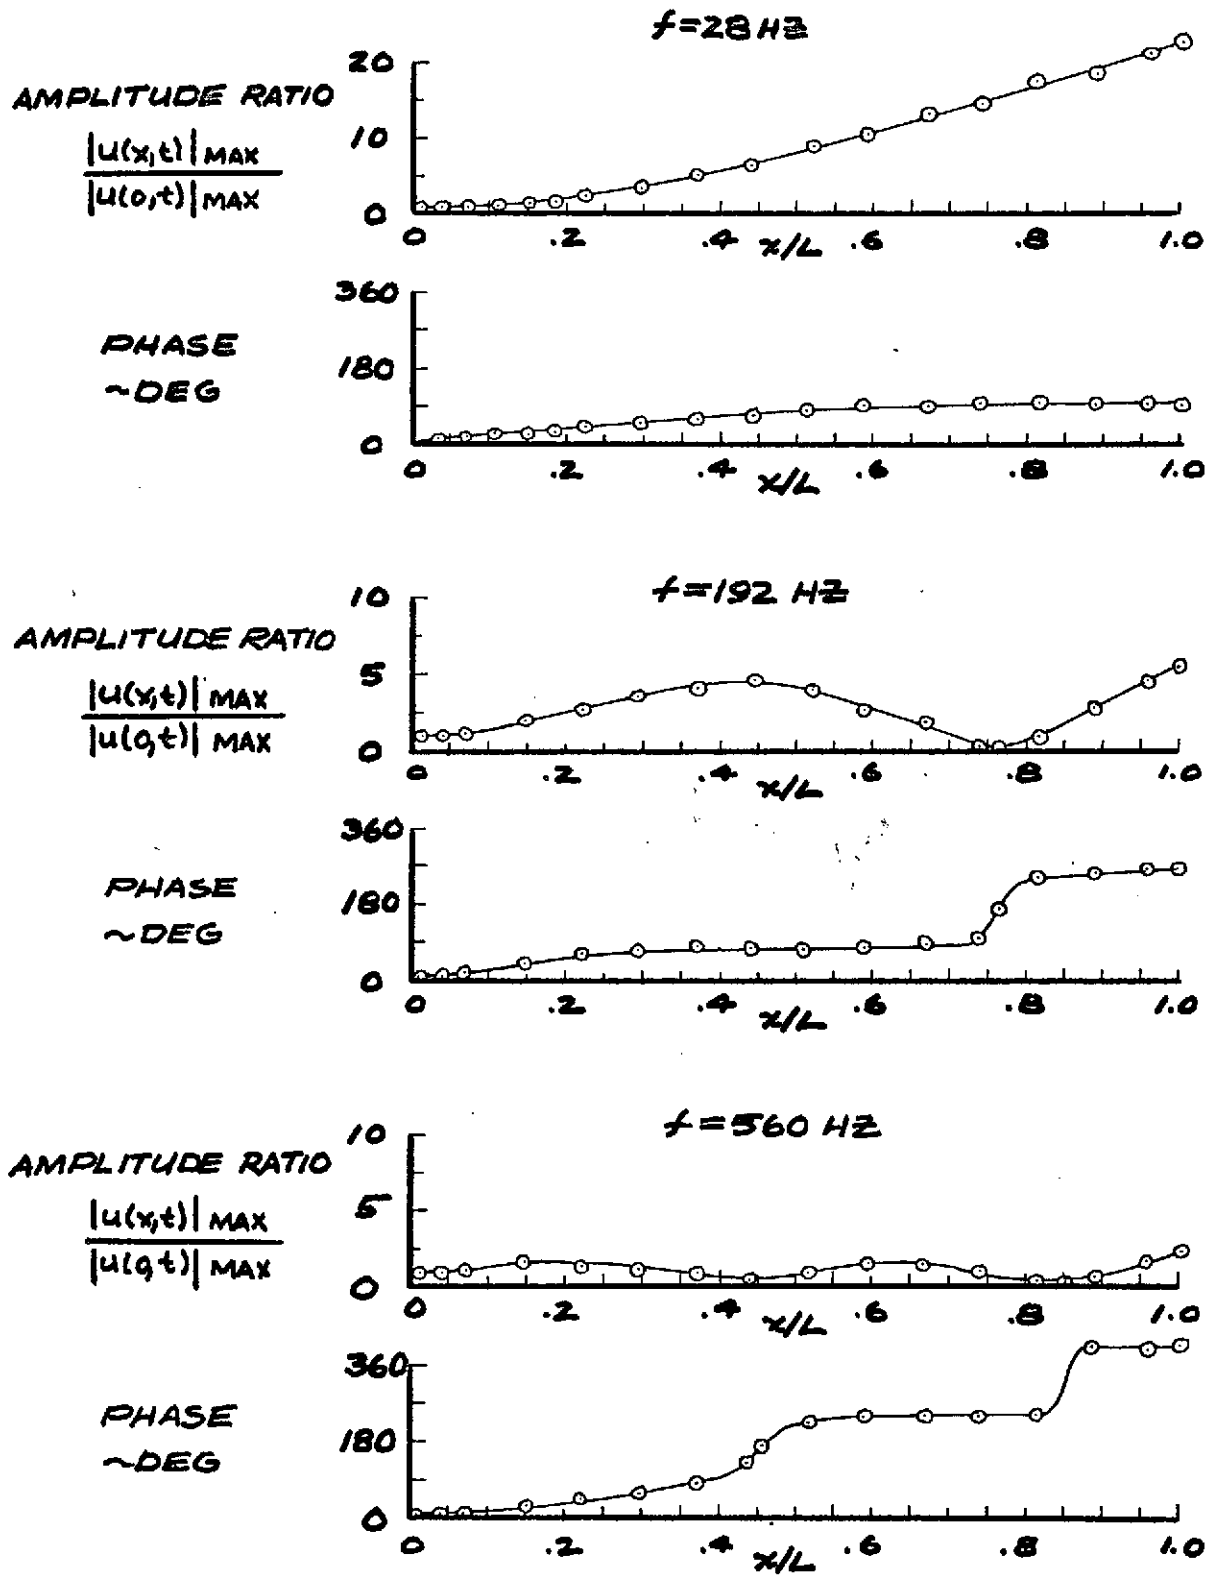 f=28 HZ
AMPLITUDE RATIO
|U(x,t)| MAX
|U(0,t)| MAX
20
10
0
0 .2 .4 .6 .8 1.0
x/L
PHASE
~DEG
360
180
0
0 .2 .4 .6 .8 1.0
x/L
f=192 HZ
AMPLITUDE RATIO
|U(x,t)| MAX
|U(0,t)| MAX
10
5
0
0 .2 .4 .6 .8 1.0
x/L
PHASE
~DEG
360
180
0
0 .2 .4 .6 .8 1.0
x/L
f=560 HZ
AMPLITUDE RATIO
|U(x,t)| MAX
|U(0,t)| MAX
10
5
0
0 .2 .4 .6 .8 1.0
x/L
PHASE
~DEG
360
180
0
0 .2 .4 .6 .8 1.0
x/L